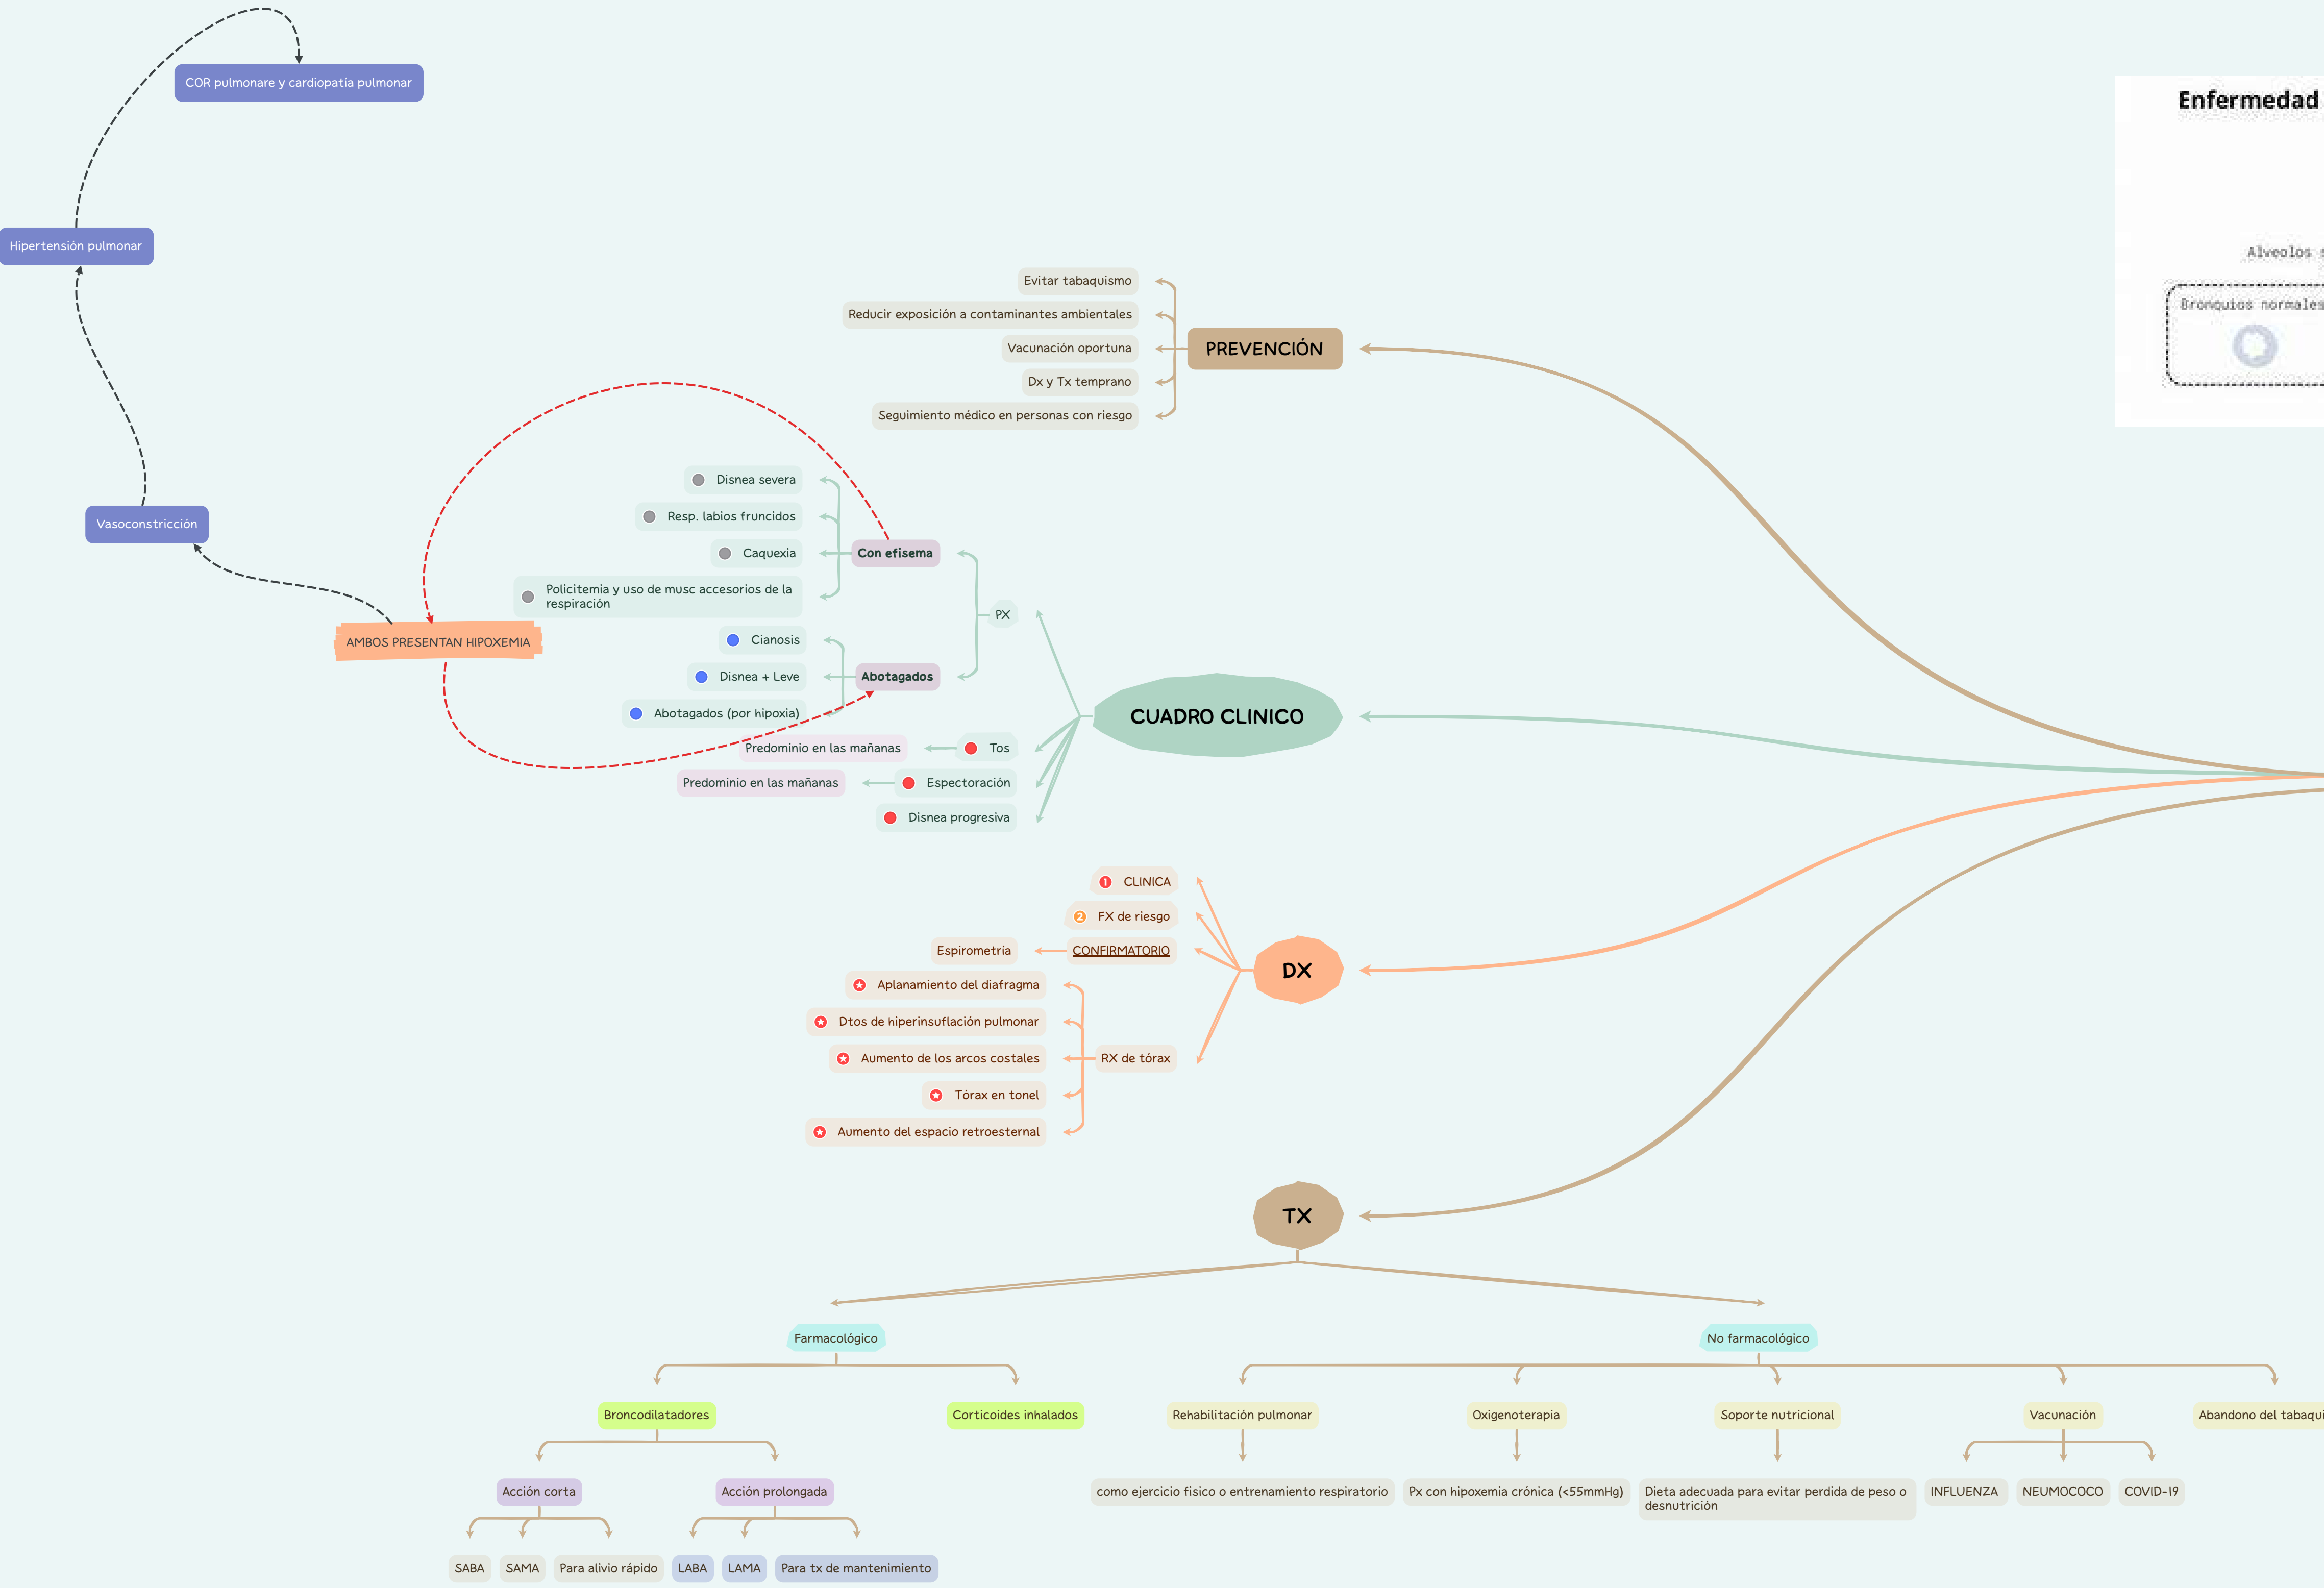 COR pulmonare y cardiopatía pulmonar
Hipertensión pulmonar
Vasoconstricción
AMBOS PRESENTAN HIPOXEMIA
Enfermedad
Alveolos
Bronquios normales
PREVENCIÓN
Evitar tabaquismo
Reducir exposición a contaminantes ambientales
Vacunación oportuna
Dx y Tx temprano
Seguimiento médico en personas con riesgo
CUADRO CLINICO
PX
Con efisema
Disnea severa
Resp. labios fruncidos
Caquexia
Policitemia y uso de musc accesorios de la
respiración
Abotagados
Cianosis
Disnea + Leve
Abotagados (por hipoxia)
Tos
Predominio en las mañanas
Espectoración
Predominio en las mañanas
Disnea progresiva
DX
1 CLINICA
2 FX de riesgo
CONFIRMATORIO
Espirometría
RX de tórax
Aplanamiento del diafragma
Dtos de hiperinsuflación pulmonar
Aumento de los arcos costales
Tórax en tonel
Aumento del espacio retroesternal
TX
Farmacológico
No farmacológico
Broncodilatadores
Corticoides inhalados
Rehabilitación pulmonar
Oxigenoterapia
Soporte nutricional
Vacunación
Abandono del tabaqui
Acción corta
Acción prolongada
como ejercicio fisico o entrenamiento respiratorio
Px con hipoxemia crónica (<55mmHg)
Dieta adecuada para evitar perdida de peso o
desnutrición
INFLUENZA
NEUMOCOCO
COVID-19
SABA
SAMA
Para alivio rápido
LABA
LAMA
Para tx de mantenimiento